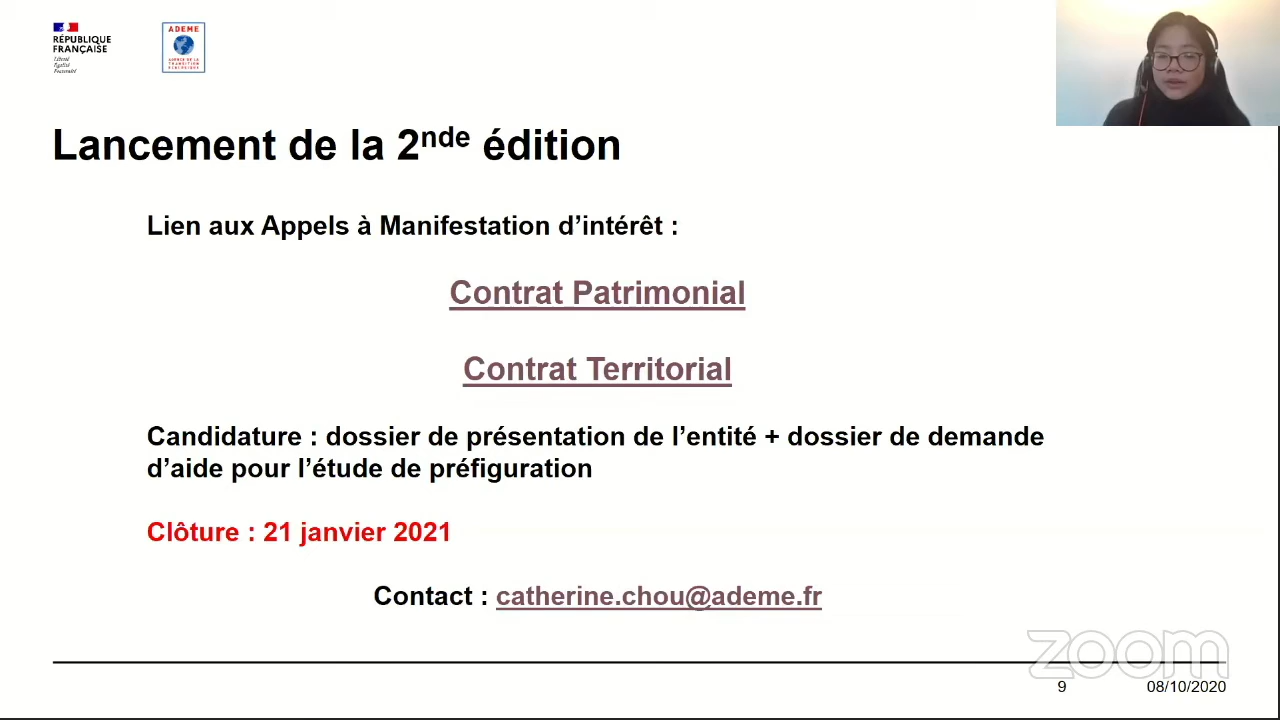 RÉPUBLIQUE
FRANÇAISE
Liberté
Égalité
Fraternité
ADEME
AGENCE DE LA
TRANSITION
ÉCOLOGIQUE
Lancement de la 2nde édition
Lien aux Appels à Manifestation d’intérêt :
Contrat Patrimonial
Contrat Territorial
Candidature : dossier de présentation de l’entité + dossier de demande
d’aide pour l’étude de préfiguration
Clôture : 21 janvier 2021
Contact : catherine.chou@ademe.fr
zoom
9
08/10/2020